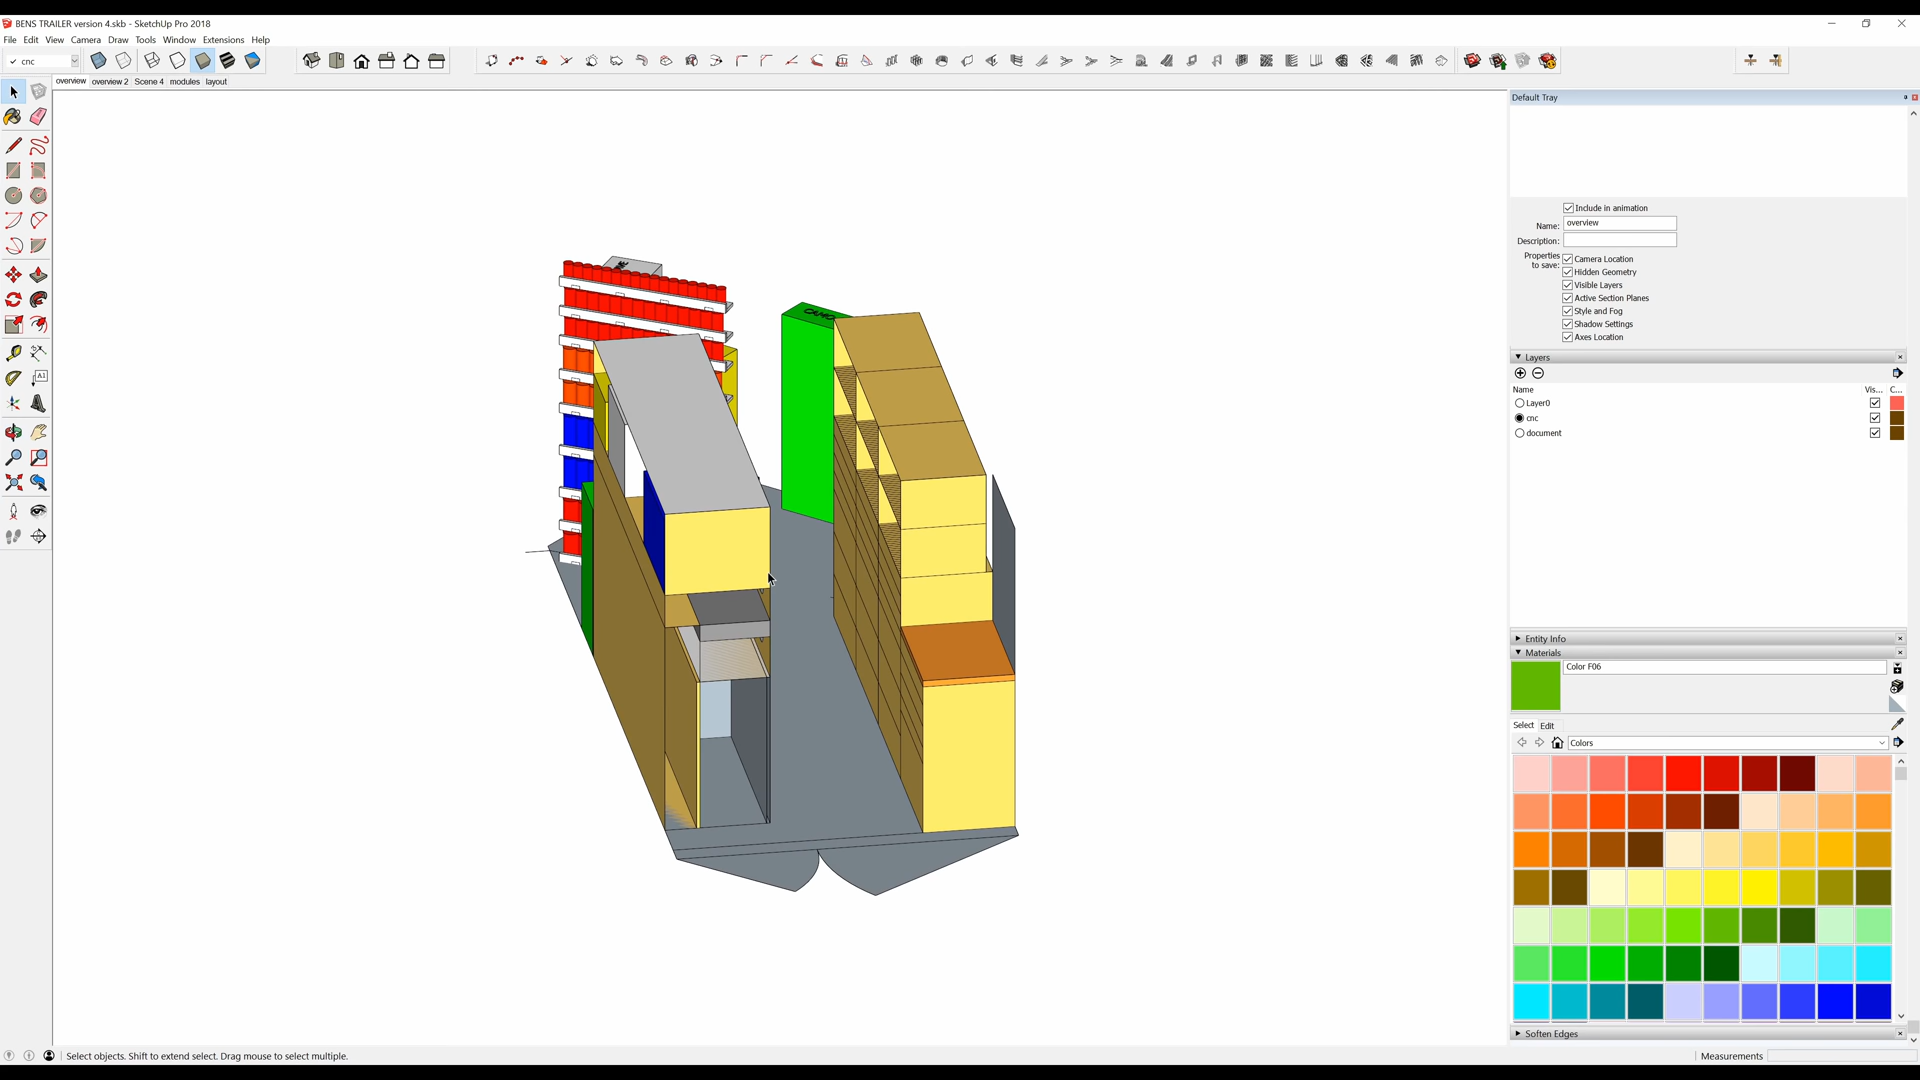 BENS TRAILER version 4.skb - SketchUp Pro 2018
File Edit View Camera Draw Tools Window Extensions Help
cnc
overview overview 2 Scene 4 modules layout
Default Tray
Include in animation
Name: overview
Description:
Properties to save:
Camera Location
Hidden Geometry
Visible Layers
Active Section Planes
Style and Fog
Shadow Settings
Axes Location
Layers
Name Vis... C...
Layer0
cnc
document
Entity Info
Materials
Color F06
Select Edit
Colors
Soften Edges
Select objects. Shift to extend select. Drag mouse to select multiple.
Measurements